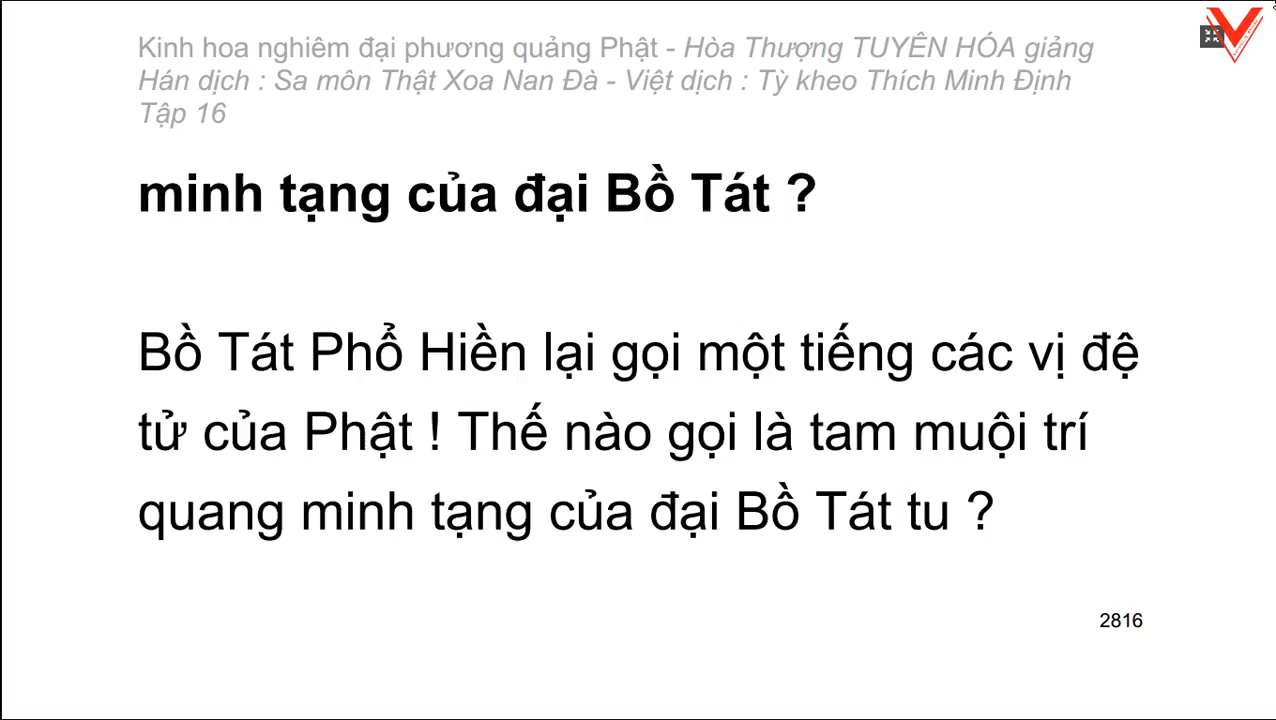 Kinh hoa nghiêm đại phương quảng Phật - Hòa Thượng TUYÊN HÓA giảng
Hán dịch : Sa môn Thật Xoa Nan Đà - Việt dịch : Tỳ kheo Thích Minh Định
Tập 16
minh tạng của đại Bồ Tát ?
Bồ Tát Phổ Hiền lại gọi một tiếng các vị đệ
tử của Phật ! Thế nào gọi là tam muội trí
quang minh tạng của đại Bồ Tát tu ?
2816